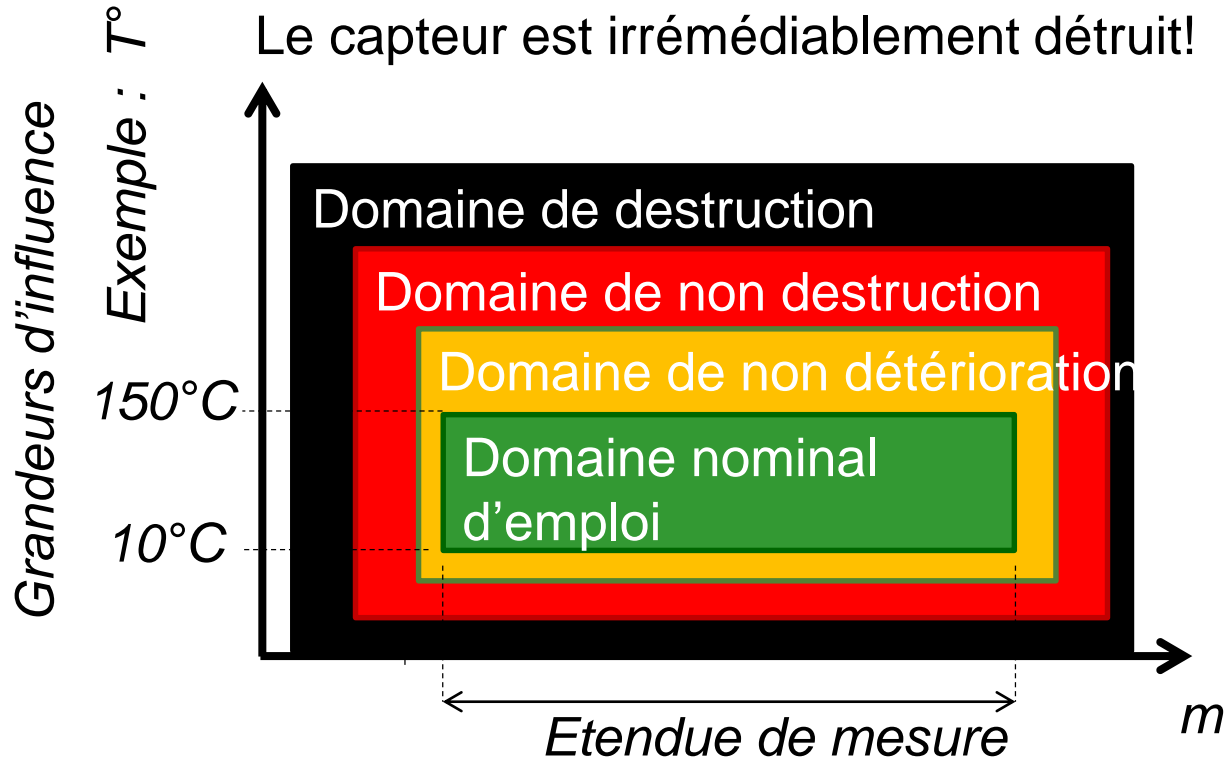 Le capteur est irrémédiablement détruit!
Grandeurs d’influence
Exemple : T°
Domaine de destruction
Domaine de non destruction
Domaine de non détérioration
150°C
Domaine nominal
d’emploi
10°C
m
Etendue de mesure